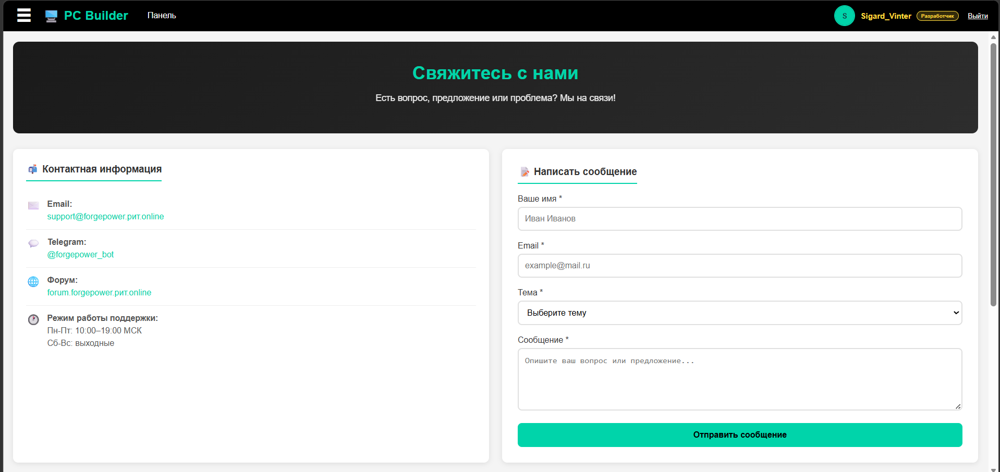 PC Builder
Панель
S
Sigard_Vinter
Разработчик
Выйти
Свяжитесь с нами
Есть вопрос, предложение или проблема? Мы на связи!
Контактная информация
Email:
support@forgepower.рит.online
Telegram:
@forgepower_bot
Форум:
forum.forgepower.рит.online
Режим работы поддержки:
Пн-Пт: 10:00–19:00 МСК
Сб-Вс: выходные
Написать сообщение
Ваше имя *
Иван Иванов
Email *
example@mail.ru
Тема *
Выберите тему
Сообщение *
Опишите ваш вопрос или предложение...
Отправить сообщение